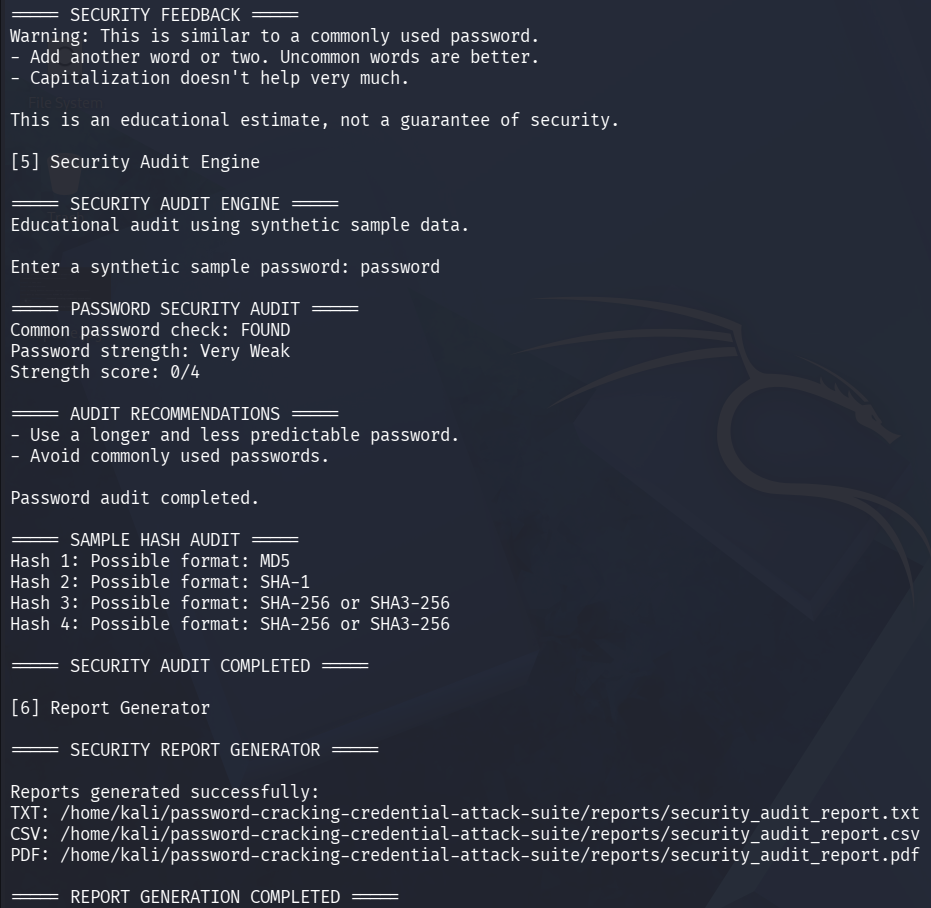 ===== SECURITY FEEDBACK =====
Warning: This is similar to a commonly used password.
- Add another word or two. Uncommon words are better.
- Capitalization doesn't help very much.
File System
This is an educational estimate, not a guarantee of security.
[5] Security Audit Engine
===== SECURITY AUDIT ENGINE =====
Educational audit using synthetic sample data.
Enter a synthetic sample password: password
===== PASSWORD SECURITY AUDIT =====
Common password check: FOUND
Password strength: Very Weak
Strength score: 0/4
===== AUDIT RECOMMENDATIONS =====
- Use a longer and less predictable password.
- Avoid commonly used passwords.
Password audit completed.
===== SAMPLE HASH AUDIT =====
Hash 1: Possible format: MD5
Hash 2: Possible format: SHA-1
Hash 3: Possible format: SHA-256 or SHA3-256
Hash 4: Possible format: SHA-256 or SHA3-256
===== SECURITY AUDIT COMPLETED =====
[6] Report Generator
===== SECURITY REPORT GENERATOR =====
Reports generated successfully:
TXT: /home/kali/password-cracking-credential-attack-suite/reports/security_audit_report.txt
CSV: /home/kali/password-cracking-credential-attack-suite/reports/security_audit_report.csv
PDF: /home/kali/password-cracking-credential-attack-suite/reports/security_audit_report.pdf
===== REPORT GENERATION COMPLETED =====